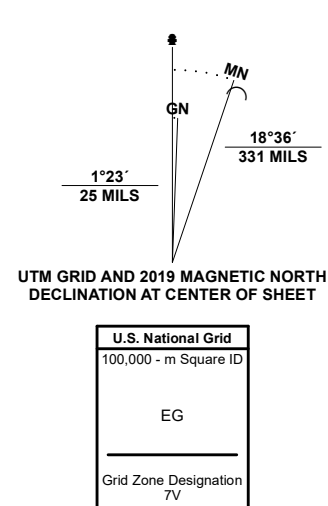 MN
GN
18°36´
331 MILS
1°23´
25 MILS
UTM GRID AND 2019 MAGNETIC NORTH
DECLINATION AT CENTER OF SHEET
U.S. National Grid
100,000 - m Square ID
EG
Grid Zone Designation
7V